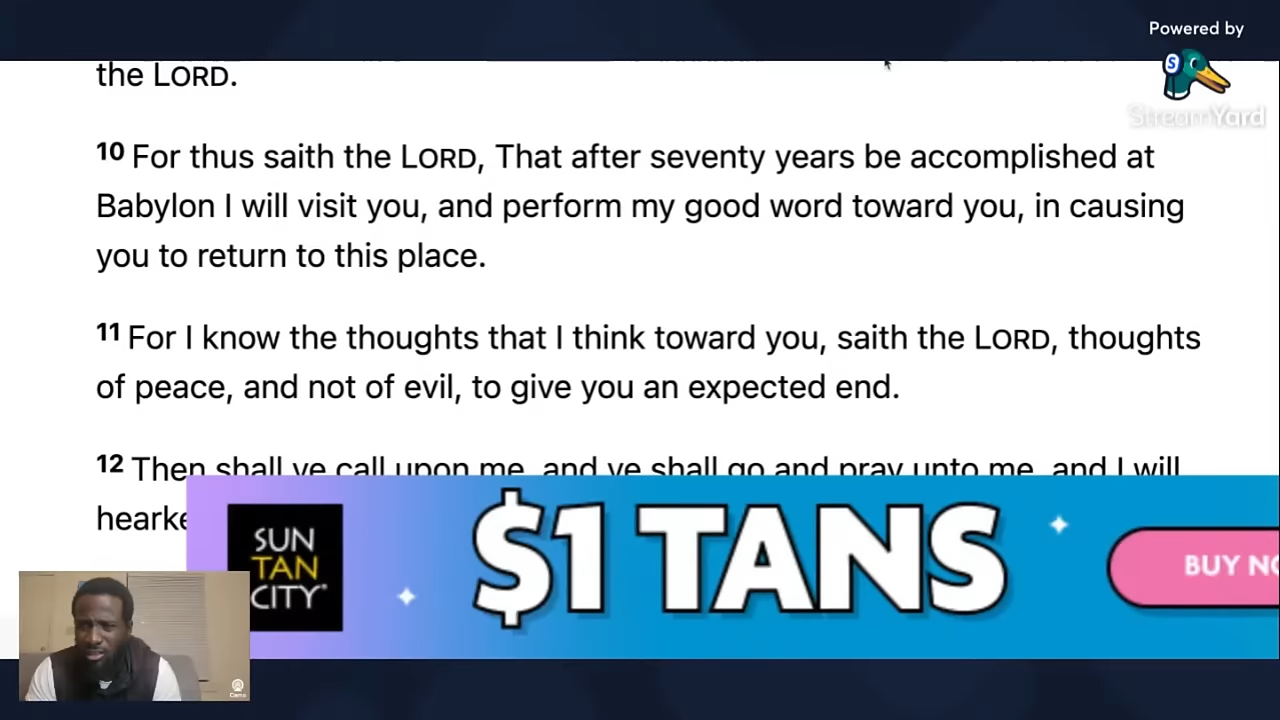 Powered by
StreamYard
the LORD.
10 For thus saith the LORD, That after seventy years be accomplished at
Babylon I will visit you, and perform my good word toward you, in causing
you to return to this place.
11 For I know the thoughts that I think toward you, saith the LORD, thoughts
of peace, and not of evil, to give you an expected end.
12 Then shall ye call upon me, and ye shall go and pray unto me, and I will
hearke
SUN
TAN
CITY
$1 TANS
BUY NO